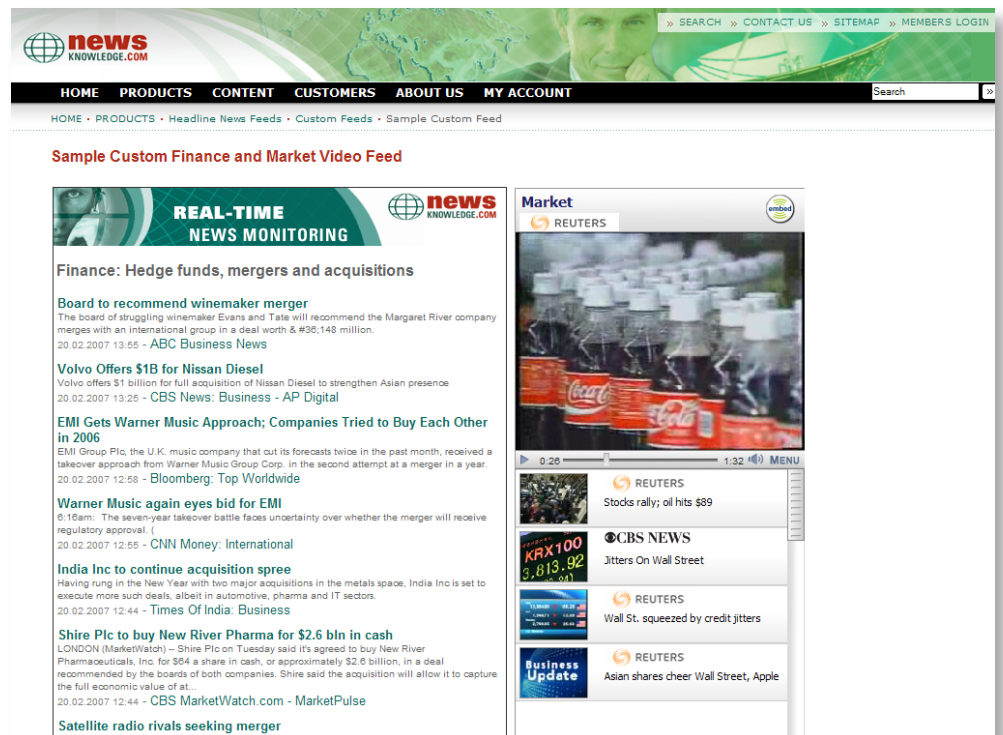 » SEARCH » CONTACT US » SITEMAP » MEMBERS LOGIN
news
KNOWLEDGE.COM
HOME PRODUCTS CONTENT CUSTOMERS ABOUT US MY ACCOUNT
Search »
HOME • PRODUCTS • Headline News Feeds • Custom Feeds • Sample Custom Feed
Sample Custom Finance and Market Video Feed
REAL-TIME
NEWS MONITORING
news
KNOWLEDGE.COM
Finance: Hedge funds, mergers and acquisitions
Board to recommend winemaker merger
The board of struggling winemaker Evans and Tate will recommend the Margaret River company
merges with an international group in a deal worth & #36;148 million.
20.02.2007 13:55 - ABC Business News
Volvo Offers $1B for Nissan Diesel
Volvo offers $1 billion for full acquisition of Nissan Diesel to strengthen Asian presence
20.02.2007 13:25 - CBS News: Business - AP Digital
EMI Gets Warner Music Approach; Companies Tried to Buy Each Other
in 2006
EMI Group Plc, the U.K. music company that cut its forecasts twice in the past month, received a
takeover approach from Warner Music Group Corp. in the second attempt at a merger in a year.
20.02.2007 12:58 - Bloomberg: Top Worldwide
Warner Music again eyes bid for EMI
6:16am: The seven-year takeover battle faces uncertainty over whether the merger will receive
regulatory approval. (
20.02.2007 12:55 - CNN Money: International
India Inc to continue acquisition spree
Having rung in the New Year with two major acquisitions in the metals space, India Inc is set to
execute more such deals, albeit in automotive, pharma and IT sectors.
20.02.2007 12:44 - Times Of India: Business
Shire Plc to buy New River Pharma for $2.6 bln in cash
LONDON (MarketWatch) -- Shire Plc on Tuesday said it's agreed to buy New River
Pharmaceuticals, Inc. for $64 a share in cash, or approximately $2.6 billion, in a deal
recommended by the boards of both companies. Shire said the acquisition will allow it to capture
the full economic value of at...
20.02.2007 12:44 - CBS MarketWatch.com - MarketPulse
Satellite radio rivals seeking merger
Market
embed
REUTERS
Coca-Cola
Coca-Cola
0:26 1:32 MENU
REUTERS
Stocks rally; oil hits $89
KRX100
3,813.92
CBS NEWS
Jitters On Wall Street
REUTERS
Wall St. squeezed by credit jitters
Business
Update
REUTERS
Asian shares cheer Wall Street, Apple